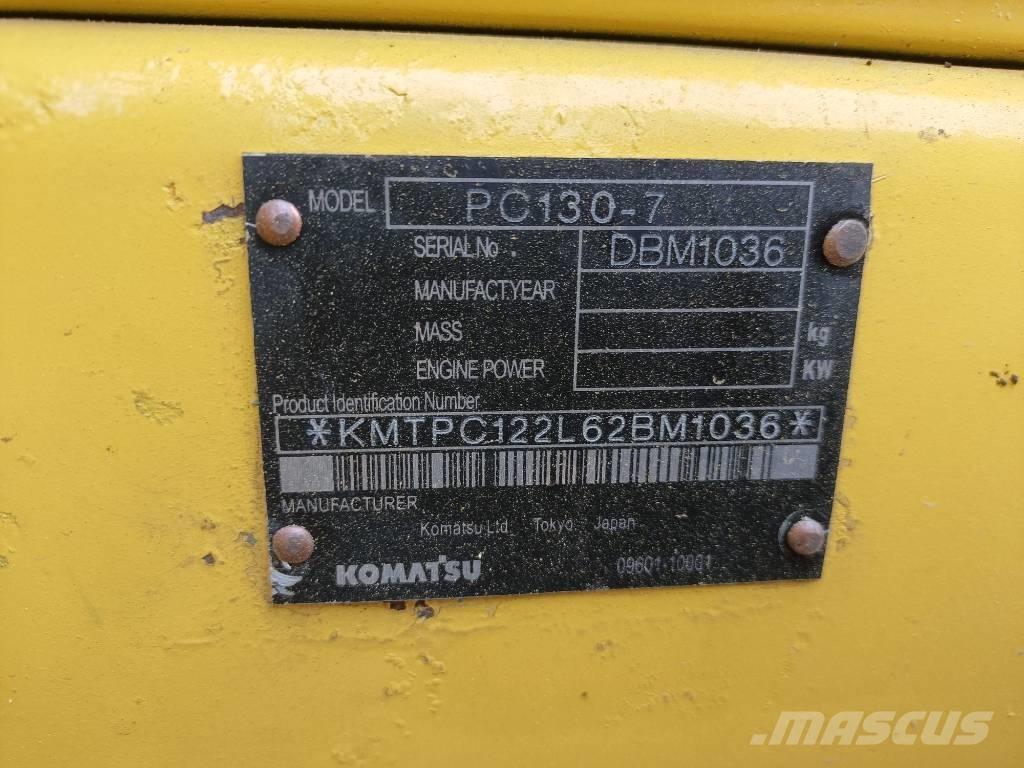 MODEL PC130-7
SERIAL No. DBM1036
MANUFACT.YEAR
MASS kg
ENGINE POWER KW
Product Identification Number
*KMTPC122L62BM1036*
MANUFACTURER
Komatsu Ltd. Tokyo Japan
KOMATSU 09601-10001
MASCUS